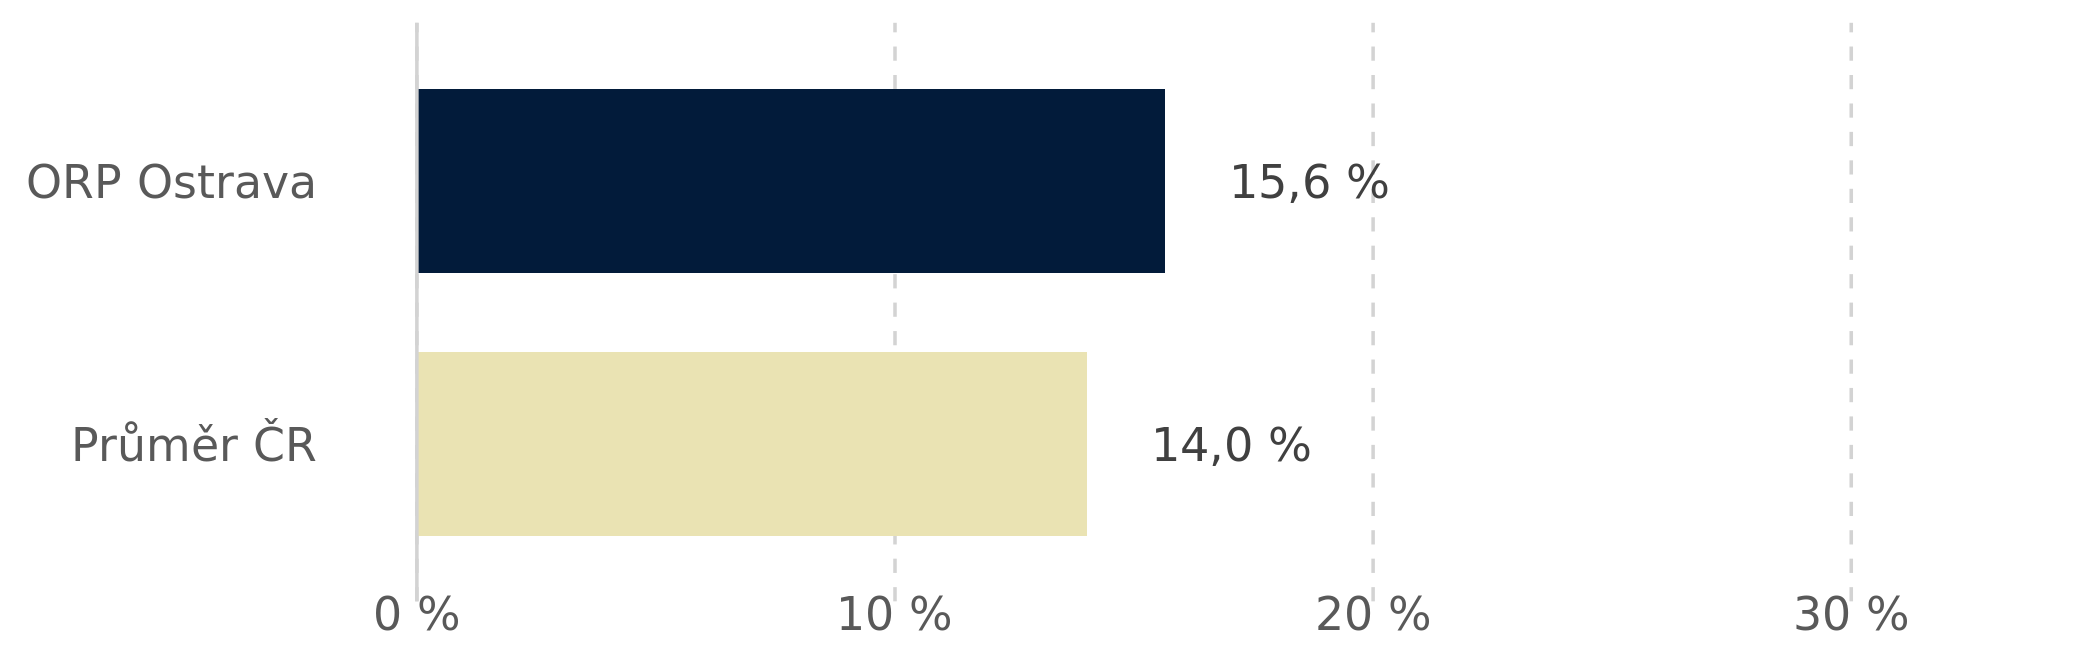 ORP Ostrava 15,6 %
Průměr ČR 14,0 %
0 % 10 % 20 % 30 %